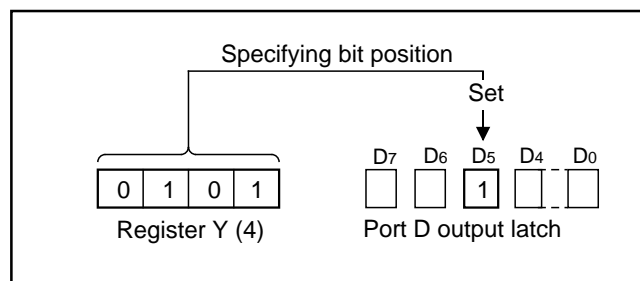 Specifying bit position
Set
D7 D6 D5 D4 D0
0 1 0 1 1
Register Y (4) Port D output latch